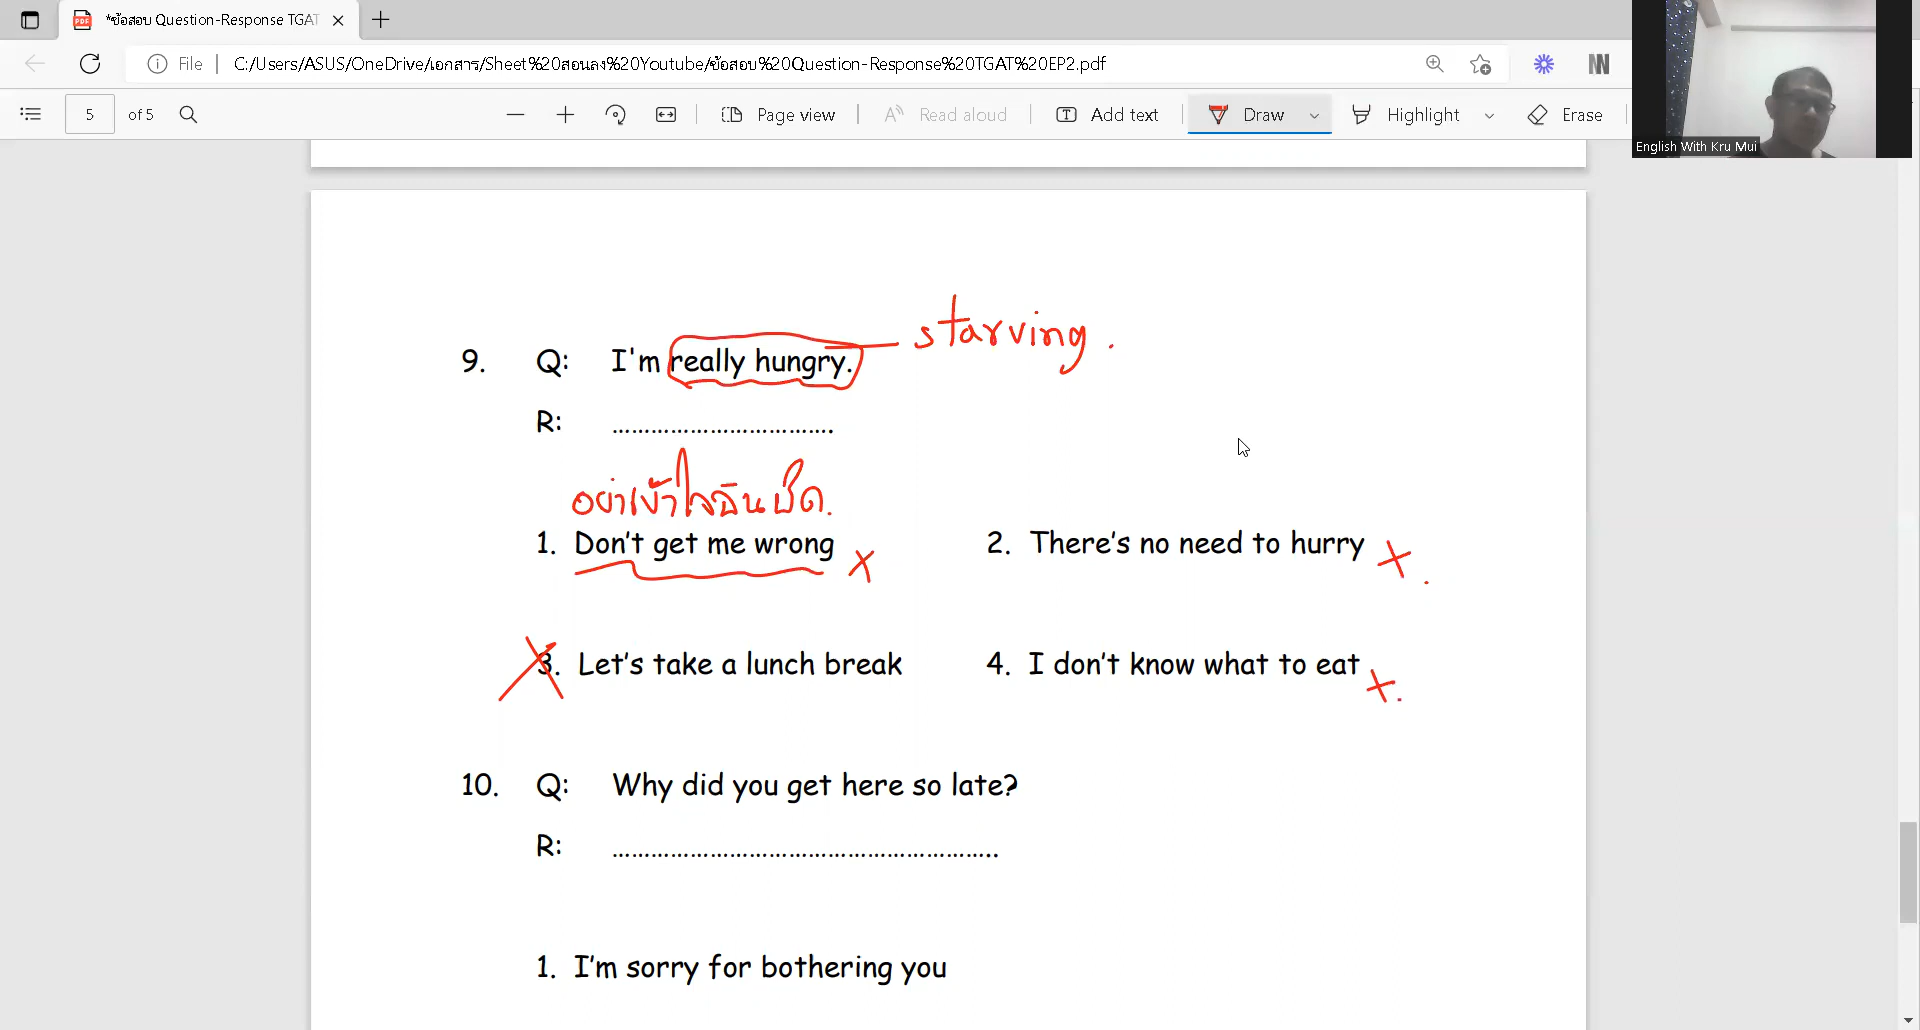 *ข้อสอบ Question-Response TGAT
File
C:/Users/ASUS/OneDrive/เอกสาร/Sheet%20สอนลง%20Youtube/ข้อสอบ%20Question-Response%20TGAT%20EP2.pdf
5 of 5
Page view
Read aloud
Add text
Draw
Highlight
Erase
English With Kru Mui
starving.
9. Q: I'm really hungry.
R: ....................................
อย่าเข้าใจฉันผิด.
1. Don't get me wrong x
2. There's no need to hurry x.
3. Let's take a lunch break
4. I don't know what to eat x.
10. Q: Why did you get here so late?
R: ................................................................
1. I'm sorry for bothering you